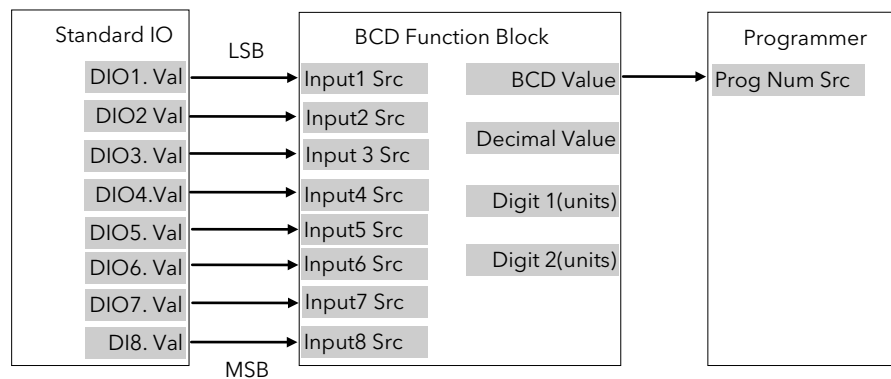 Standard IO
LSB
BCD Function Block
Programmer
DIO1. Val
Input1 Src
BCD Value
Prog Num Src
DIO2 Val
Input2 Src
DIO3. Val
Input 3 Src
Decimal Value
DIO4.Val
Input4 Src
Digit 1(units)
DIO5. Val
Input5 Src
DIO6. Val
Input6 Src
Digit 2(units)
DIO7. Val
Input7 Src
DI8. Val
Input8 Src
MSB